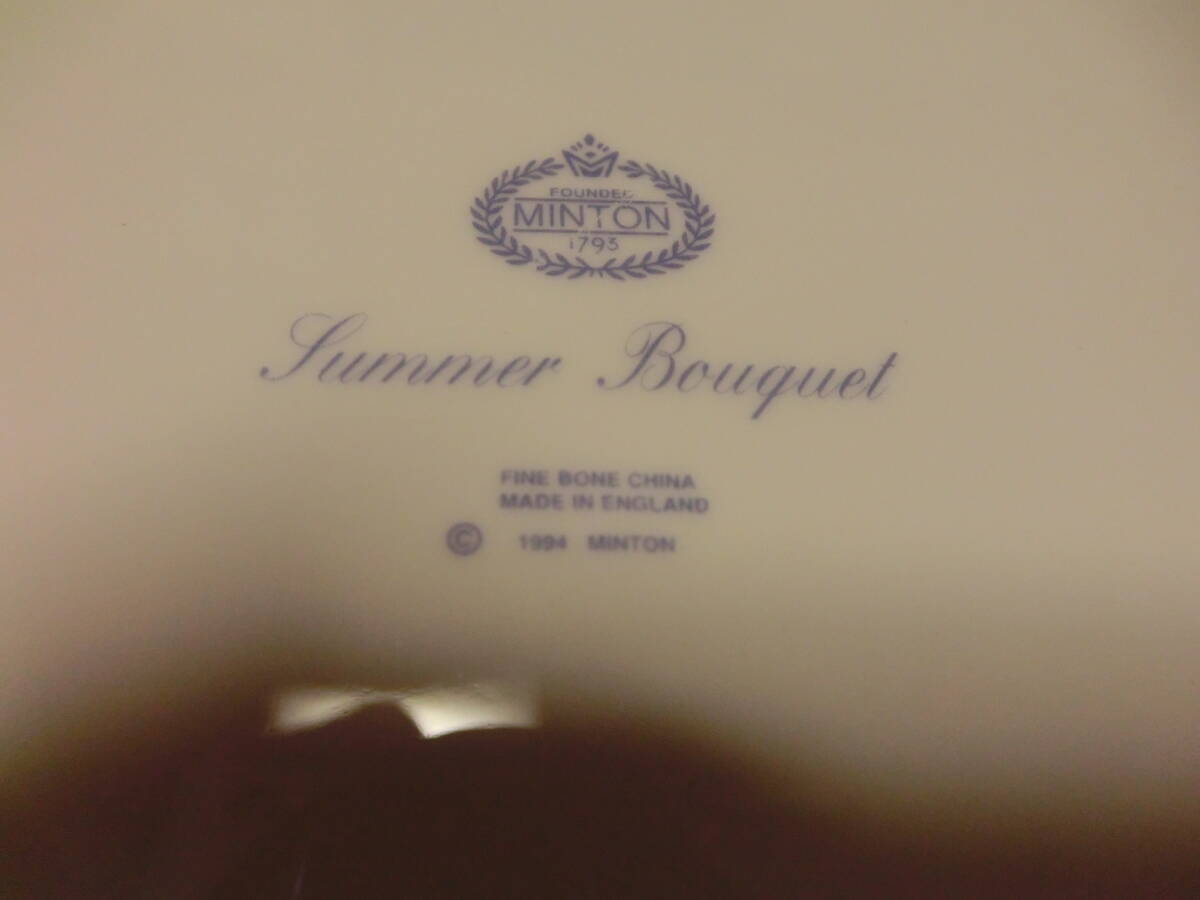 FOUNDED
MINTON
1793
Summer Bouquet
FINE BONE CHINA
MADE IN ENGLAND
© 1994 MINTON